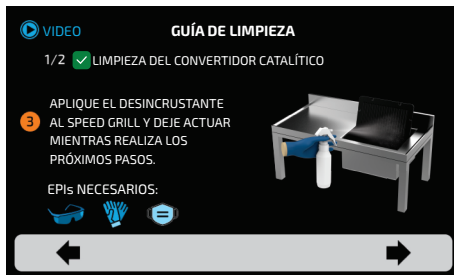 VIDEO
GUÍA DE LIMPIEZA
1/2 LIMPIEZA DEL CONVERTIDOR CATALÍTICO
3
APLIQUE EL DESINCRUSTANTE
AL SPEED GRILL Y DEJE ACTUAR
MIENTRAS REALIZA LOS
PRÓXIMOS PASOS.
EPIs NECESARIOS: